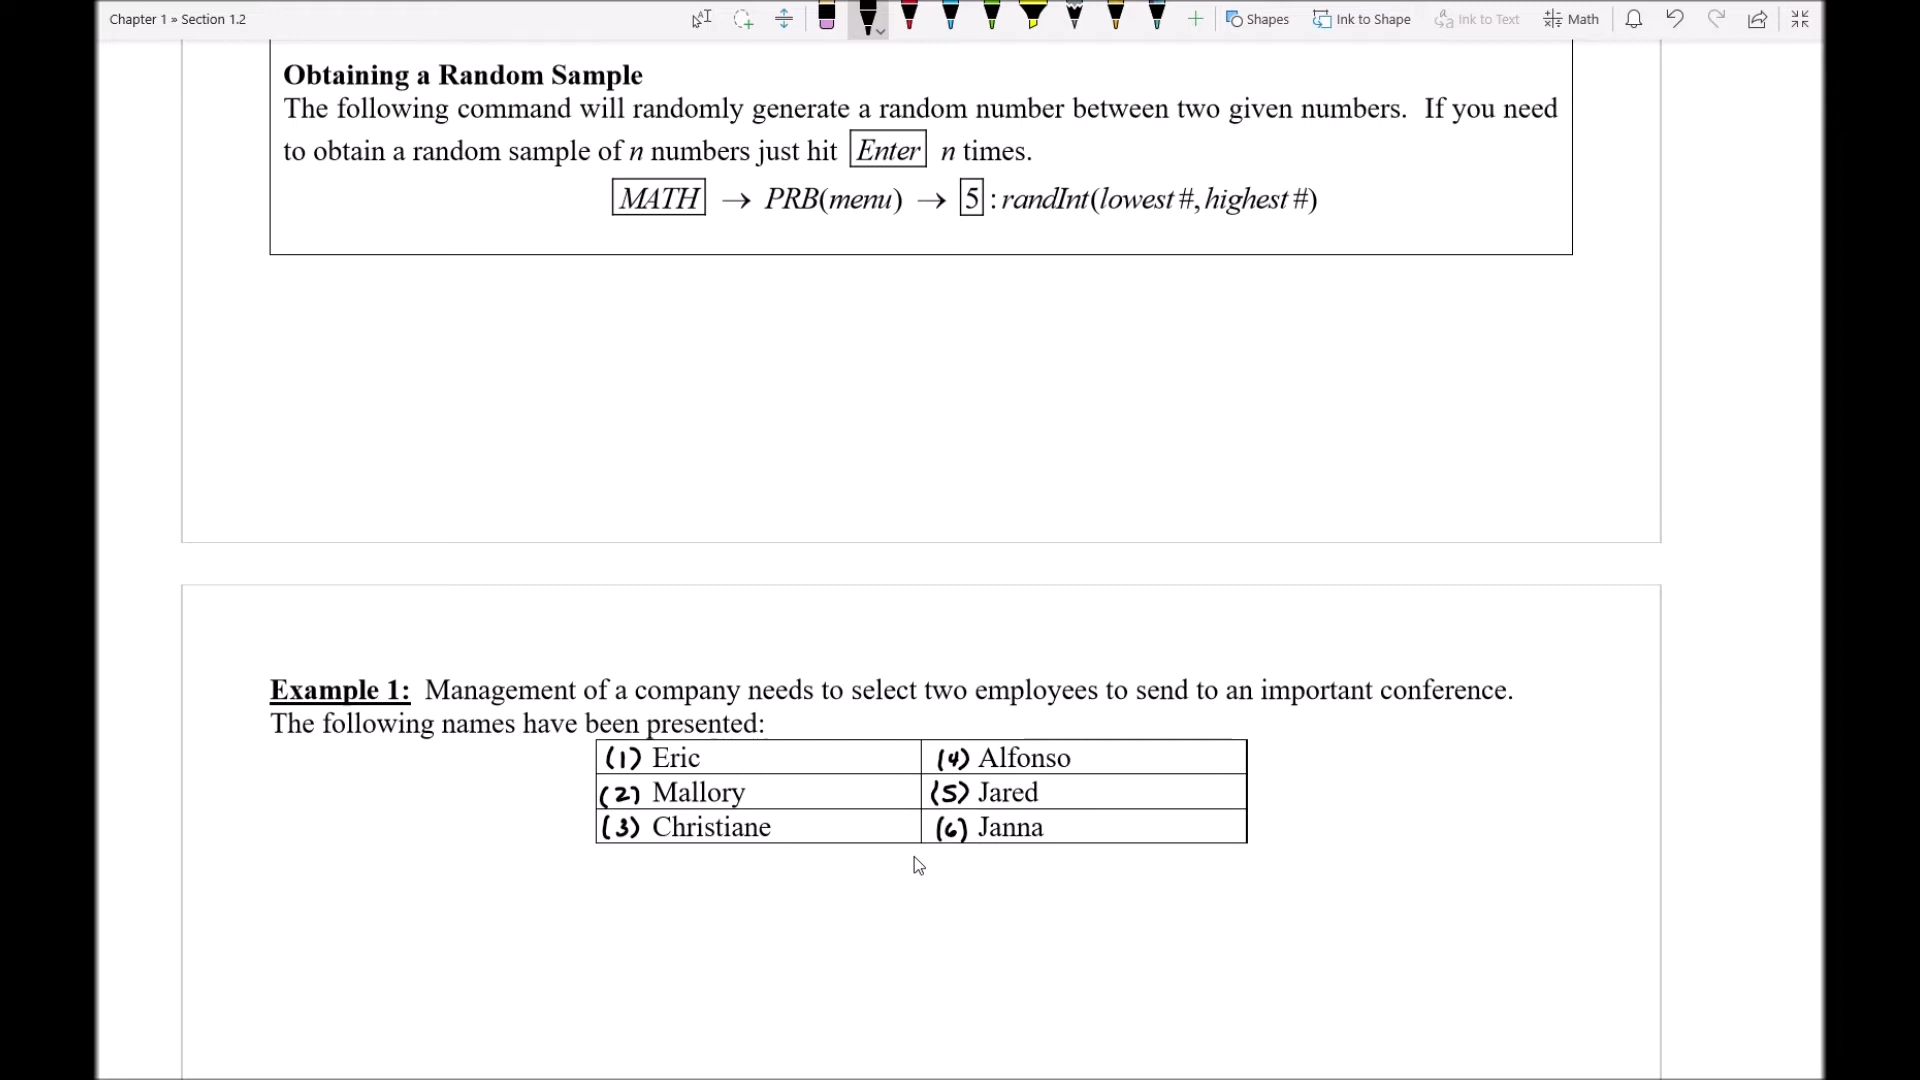 Chapter 1 » Section 1.2
Shapes Ink to Shape Ink to Text Math
Obtaining a Random Sample
The following command will randomly generate a random number between two given numbers. If you need
to obtain a random sample of n numbers just hit Enter n times.
MATH → PRB(menu) → 5 : randInt(lowest #, highest #)
Example 1: Management of a company needs to select two employees to send to an important conference.
The following names have been presented:
(1) Eric (4) Alfonso
(2) Mallory (5) Jared
(3) Christiane (6) Janna